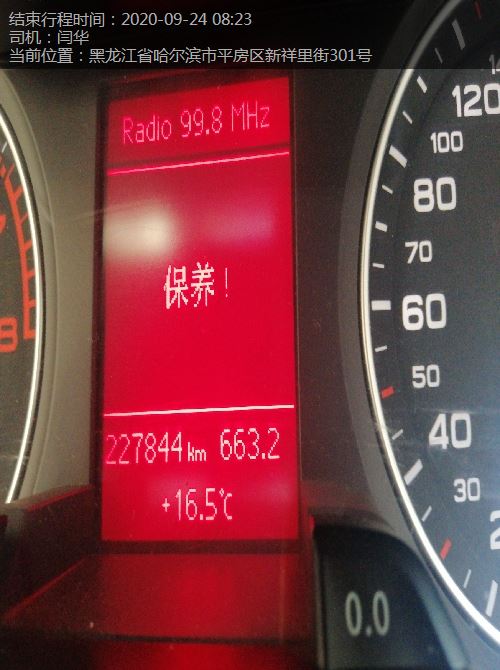 结束行程时间：2020-09-24 08:23
司机：闫华
当前位置：黑龙江省哈尔滨市平房区新祥里街301号
Radio 99.8 MHz
保养！
227844 km 663.2
+16.5℃
8
120
100
80
70
60
50
40
30
2
0.0